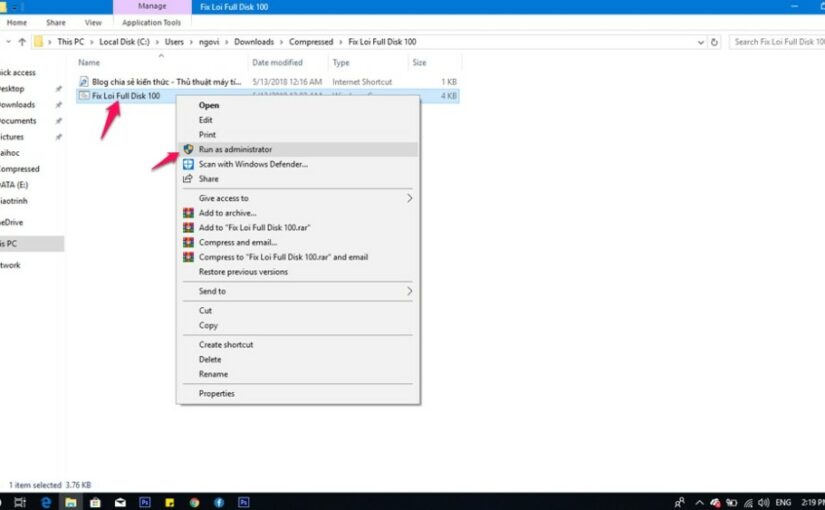 Manage
Fix Loi Full Disk 100
Home Share View Application Tools
This PC > Local Disk (C:) > Users > ngovi > Downloads > Compressed > Fix Loi Full Disk 100
Search Fix Loi Full Disk 100
Name Date modified Type Size
Blog chia sẻ kiến thức - Thủ thuật máy tí... 5/13/2018 12:16 AM Internet Shortcut 1 KB
Fix Loi Full Disk 100 4 KB
uick access
esktop
ownloads
ocuments
ictures
aihoc
ompressed
ATA (E:)
iaotrinh
neDrive
is PC
twork
Open
Edit
Print
Run as administrator
Scan with Windows Defender...
Share
Give access to
Add to archive...
Add to "Fix Loi Full Disk 100.rar"
Compress and email...
Compress to "Fix Loi Full Disk 100.rar" and email
Restore previous versions
Send to
Cut
Copy
Create shortcut
Delete
Rename
Properties
1 item selected 3.76 KB
ENG 2:19 PM